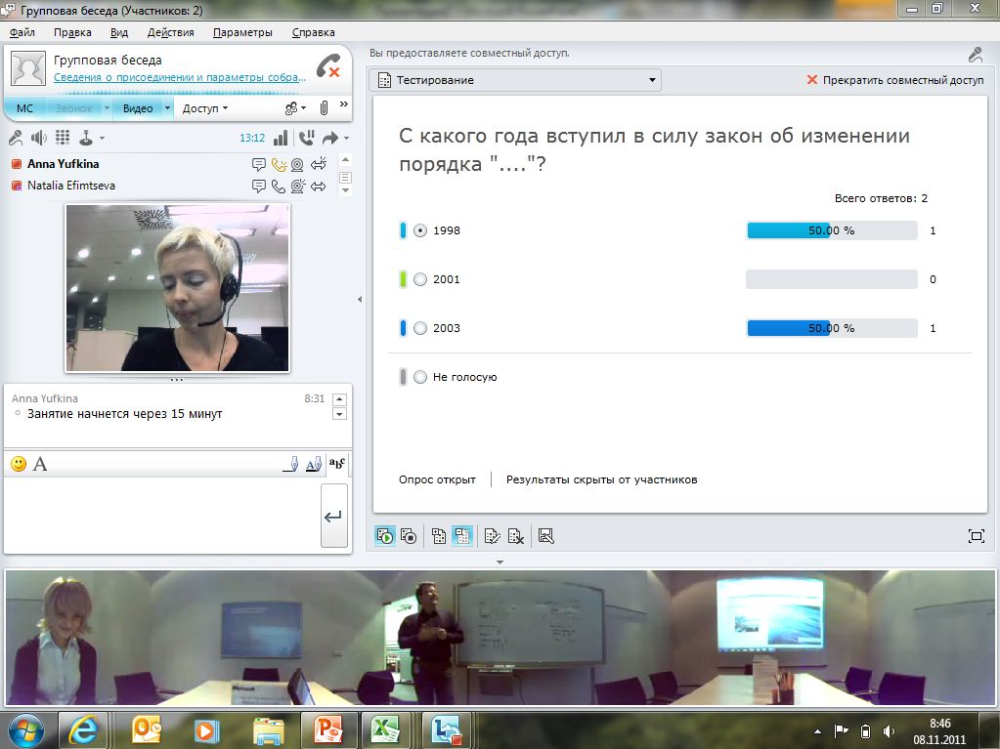 Групповая беседа (Участников: 2)
Файл Правка Вид Действия Параметры Справка
Групповая беседа
Сведения о присоединении и параметры собра...
МС Звонок Видео Доступ
13:12
Anna Yufkina
Natalia Efimtseva
Anna Yufkina 8:31
Занятие начнется через 15 минут
Вы предоставляете совместный доступ.
Тестирование
Прекратить совместный доступ
С какого года вступил в силу закон об изменении
порядка "...."?
Всего ответов: 2
1998 50.00 % 1
2001 0
2003 50.00 % 1
Не голосую
Опрос открыт Результаты скрыты от участников
Microsoft
8:46
08.11.2011